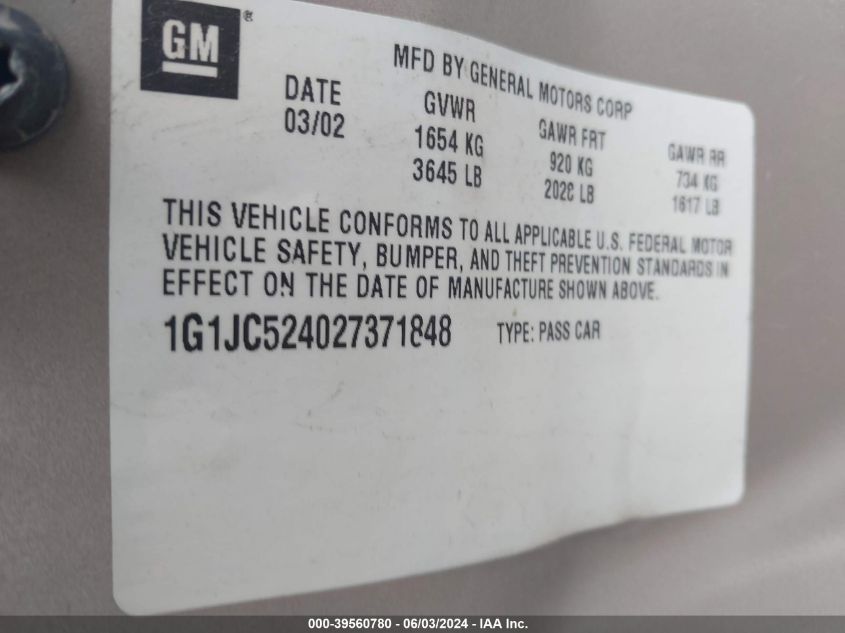 GM ®
MFD BY GENERAL MOTORS CORP
DATE GVWR GAWR FRT GAWR RR
03/02 1654 KG 920 KG 734 KG
3645 LB 2028 LB 1617 LB
THIS VEHICLE CONFORMS TO ALL APPLICABLE U.S. FEDERAL MOTOR
VEHICLE SAFETY, BUMPER, AND THEFT PREVENTION STANDARDS IN
EFFECT ON THE DATE OF MANUFACTURE SHOWN ABOVE.
1G1JC524027371848 TYPE: PASS CAR
000-39560780 - 06/03/2024 - IAA Inc.